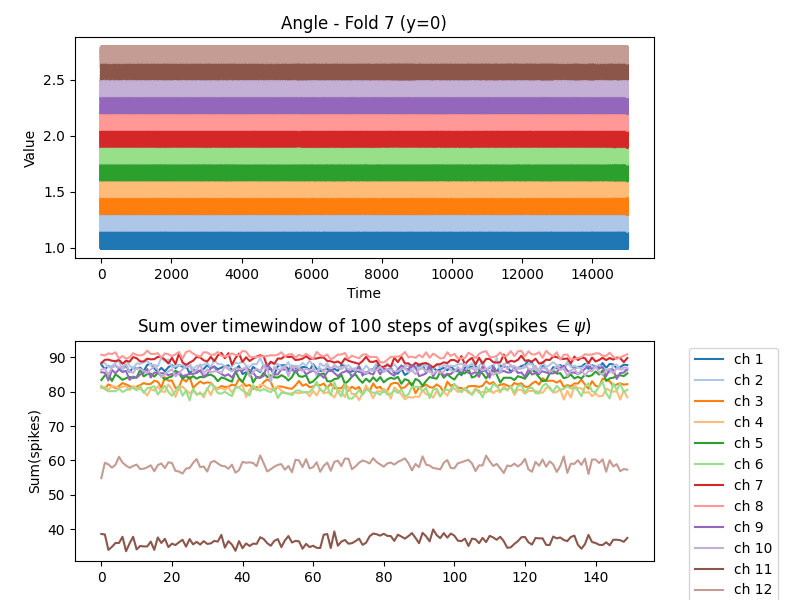 Angle - Fold 7 (y=0)
2.5
2.0
1.5
1.0
Value
0 2000 4000 6000 8000 10000 12000 14000
Time
Sum over timewindow of 100 steps of avg(spikes ∈ ψ)
90
80
70
60
50
40
Sum(spikes)
0 20 40 60 80 100 120 140
ch 1
ch 2
ch 3
ch 4
ch 5
ch 6
ch 7
ch 8
ch 9
ch 10
ch 11
ch 12